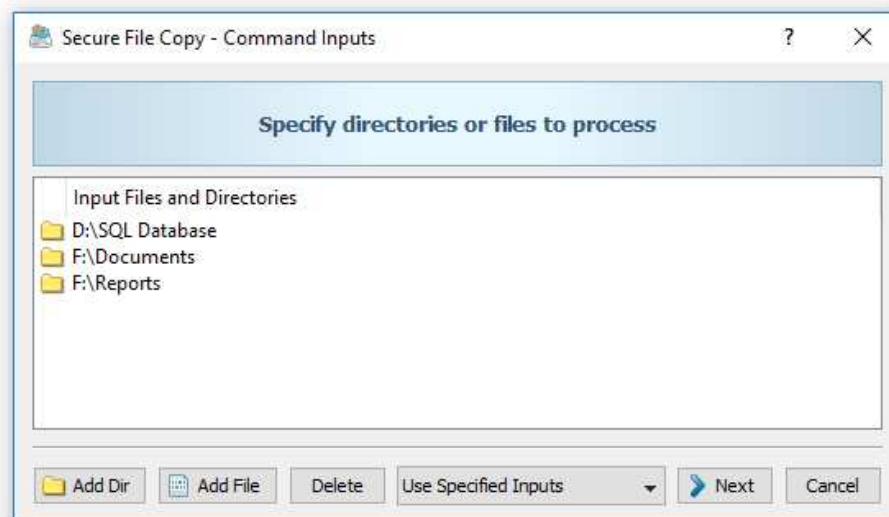 Secure File Copy - Command Inputs ?
Specify directories or files to process
Input Files and Directories
D:\SQL Database
F:\Documents
F:\Reports
Add Dir Add File Delete Use Specified Inputs Next Cancel